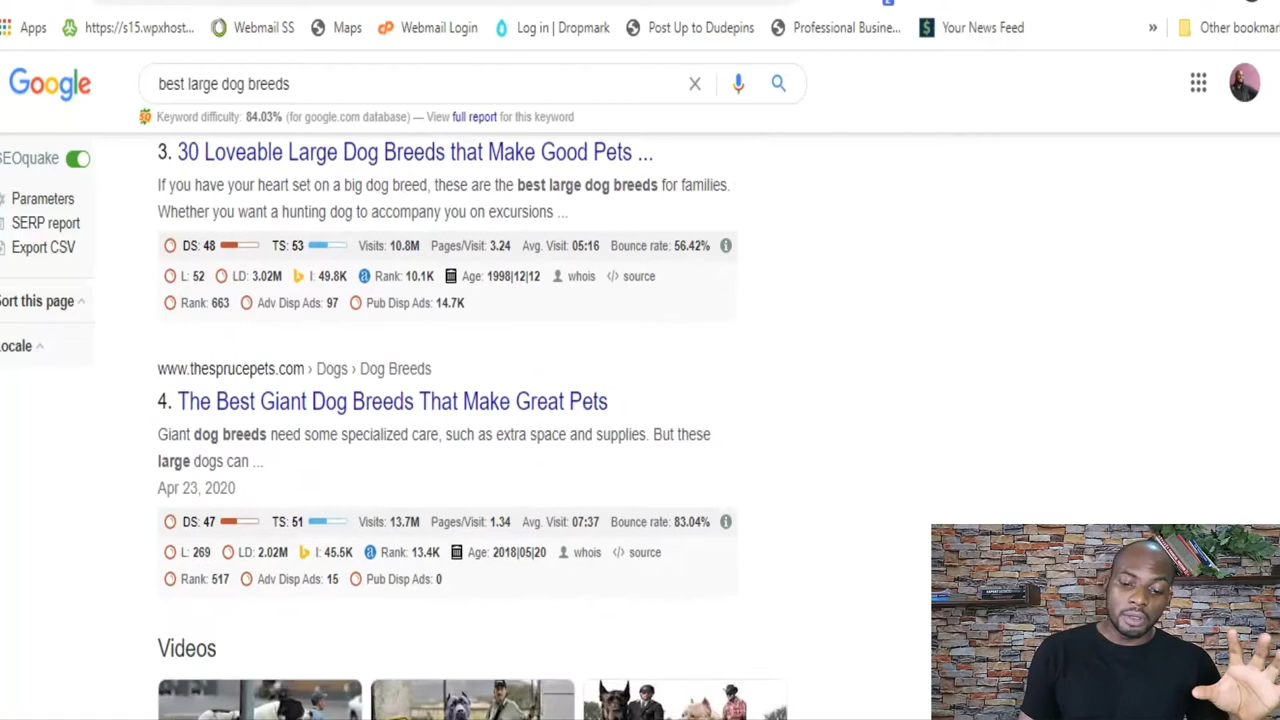 Apps https://s15.wpxhost... Webmail SS Maps Webmail Login Log in | Dropmark Post Up to Dudepins Professional Busine... Your News Feed » Other bookmar
Google best large dog breeds
Keyword difficulty: 84.03% (for google.com database) — View full report for this keyword
SEOquake
Parameters
SERP report
Export CSV
Sort this page
Locale
3. 30 Loveable Large Dog Breeds that Make Good Pets ...
If you have your heart set on a big dog breed, these are the best large dog breeds for families.
Whether you want a hunting dog to accompany you on excursions ...
DS: 48 TS: 53 Visits: 10.8M Pages/Visit: 3.24 Avg. Visit: 05:16 Bounce rate: 56.42%
L: 52 LD: 3.02M I: 49.8K Rank: 10.1K Age: 1998|12|12 whois </> source
Rank: 663 Adv Disp Ads: 97 Pub Disp Ads: 14.7K
www.thesprucepets.com › Dogs › Dog Breeds
4. The Best Giant Dog Breeds That Make Great Pets
Giant dog breeds need some specialized care, such as extra space and supplies. But these
large dogs can ...
Apr 23, 2020
DS: 47 TS: 51 Visits: 13.7M Pages/Visit: 1.34 Avg. Visit: 07:37 Bounce rate: 83.04%
L: 269 LD: 2.02M I: 45.5K Rank: 13.4K Age: 2018|05|20 whois </> source
Rank: 517 Adv Disp Ads: 15 Pub Disp Ads: 0
Videos